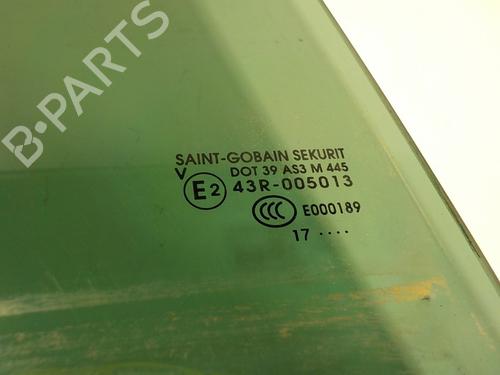 B-PARTS
SAINT-GOBAIN SEKURIT
V DOT 39 AS3 M 445
E2 43R-005013
CCC E000189
17 ....